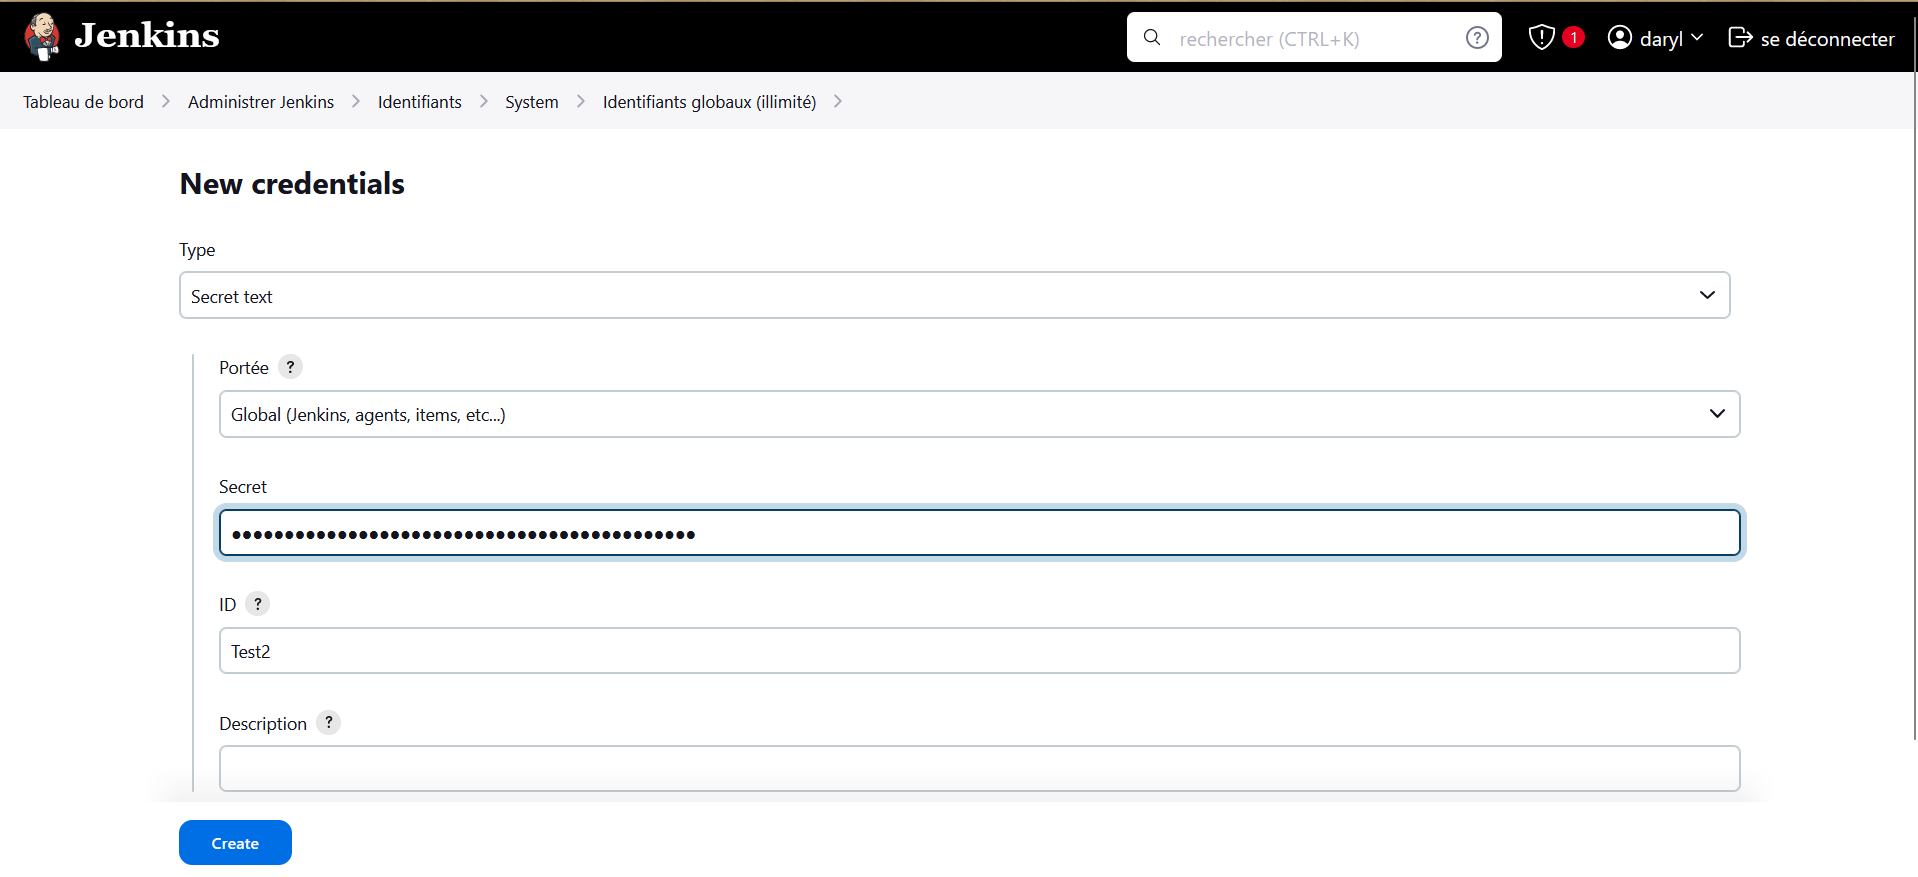 Jenkins
rechercher (CTRL+K) ?
1
daryl
se déconnecter
Tableau de bord > Administrer Jenkins > Identifiants > System > Identifiants globaux (illimité) >
New credentials
Type
Secret text
Portée ?
Global (Jenkins, agents, items, etc...)
Secret
••••••••••••••••••••••••••••••••••••••••••••
ID ?
Test2
Description ?
Create